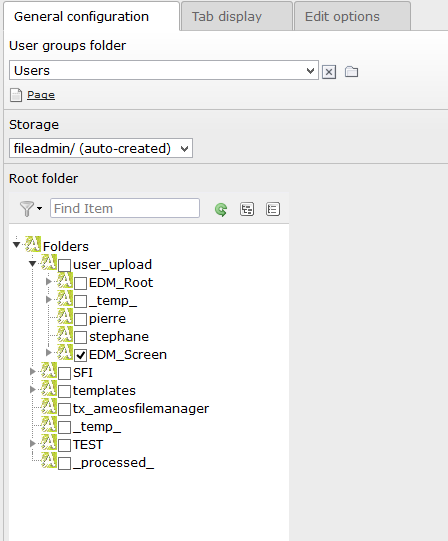 General configuration Tab display Edit options
User groups folder
Users
Page
Storage
fileadmin/ (auto-created)
Root folder
Find Item
Folders
user_upload
EDM_Root
_temp_
pierre
stephane
EDM_Screen
SFI
templates
tx_ameosfilemanager
_temp_
TEST
_processed_